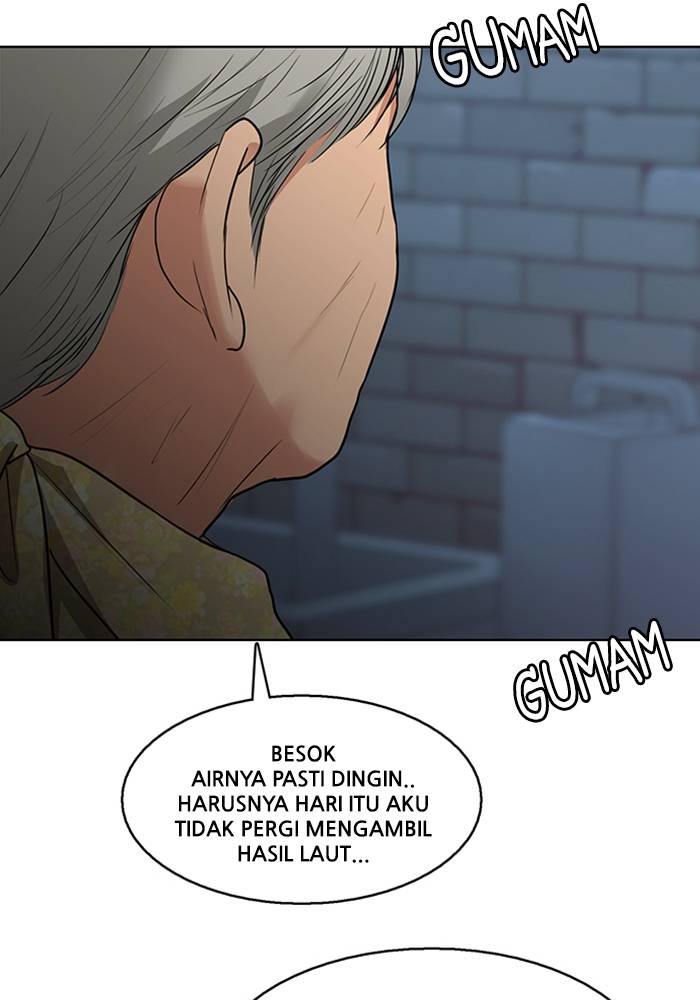 GUMAM
GUMAM
BESOK
AIRNYA PASTI DINGIN..
HARUSNYA HARI ITU AKU
TIDAK PERGI MENGAMBIL
HASIL LAUT...